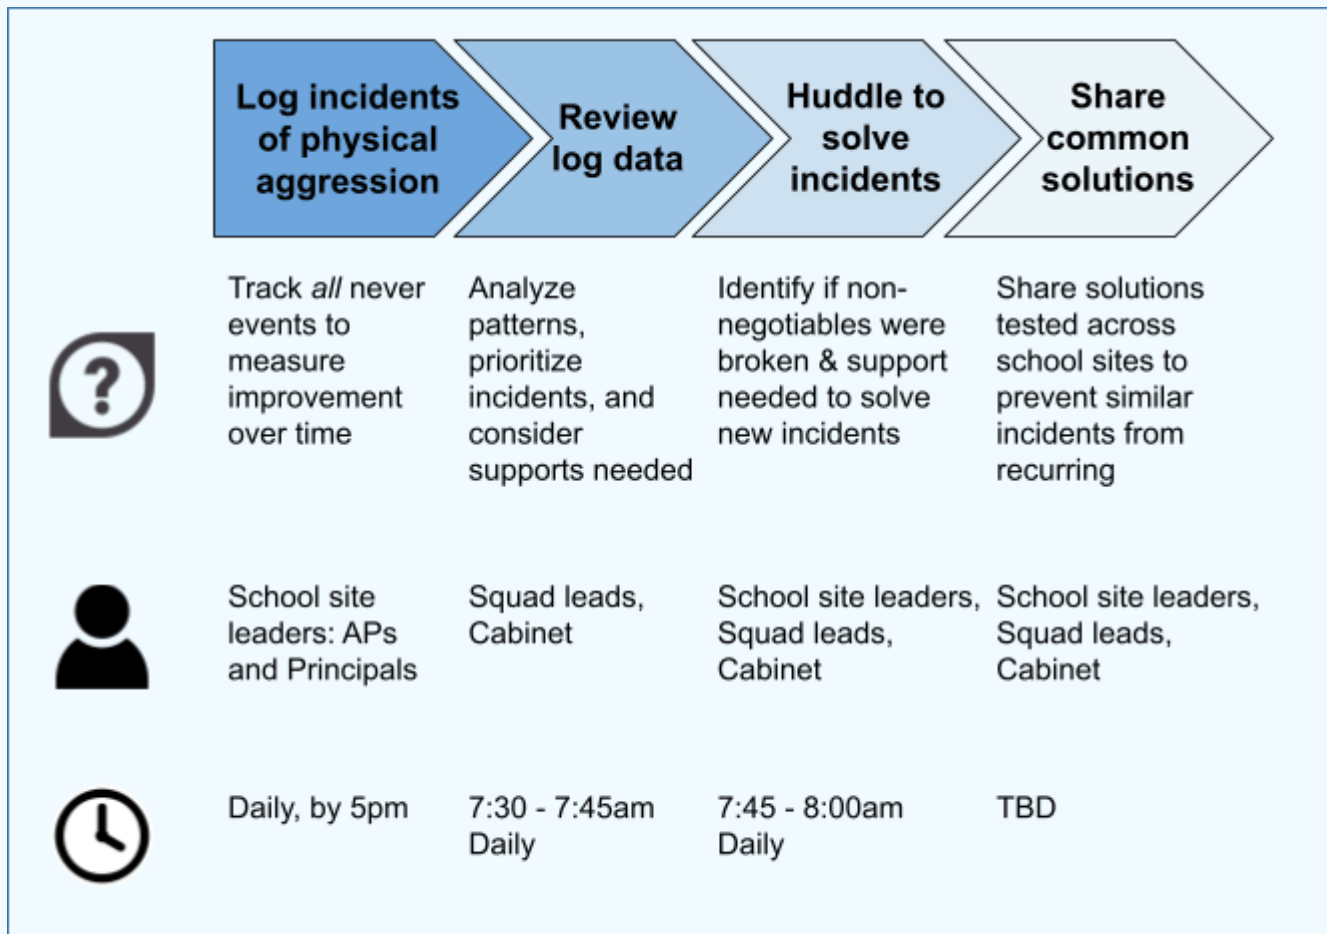 Log incidents
of physical
aggression
Review
log data
Huddle to
solve
incidents
Share
common
solutions
Track all never
events to
measure
improvement
over time
Analyze
patterns,
prioritize
incidents, and
consider
supports needed
Identify if non-
negotiables were
broken & support
needed to solve
new incidents
Share solutions
tested across
school sites to
prevent similar
incidents from
recurring
?
School site
leaders: APs
and Principals
Squad leads,
Cabinet
School site leaders,
Squad leads,
Cabinet
School site leaders,
Squad leads,
Cabinet
Daily, by 5pm
7:30 - 7:45am
Daily
7:45 - 8:00am
Daily
TBD